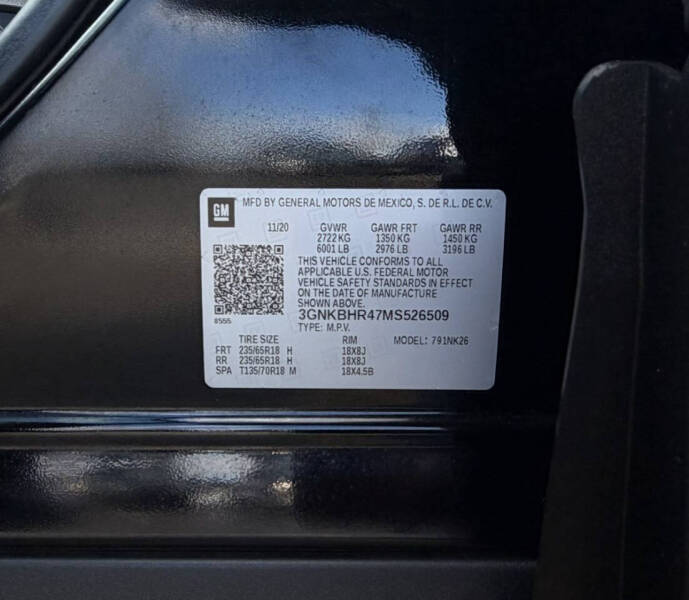 GM
MFD BY GENERAL MOTORS DE MEXICO, S. DE R.L. DE C.V.
11/20 GVWR GAWR FRT GAWR RR
2722 KG 1350 KG 1450 KG
6001 LB 2976 LB 3196 LB
THIS VEHICLE CONFORMS TO ALL
APPLICABLE U.S. FEDERAL MOTOR
VEHICLE SAFETY STANDARDS IN EFFECT
ON THE DATE OF MANUFACTURE
SHOWN ABOVE.
3GNKBHR47MS526509
8555
TYPE: M.P.V.
TIRE SIZE RIM MODEL: 791NK26
FRT 235/65R18 H 18X8J
RR 235/65R18 H 18X8J
SPA T135/70R18 M 18X4.5B